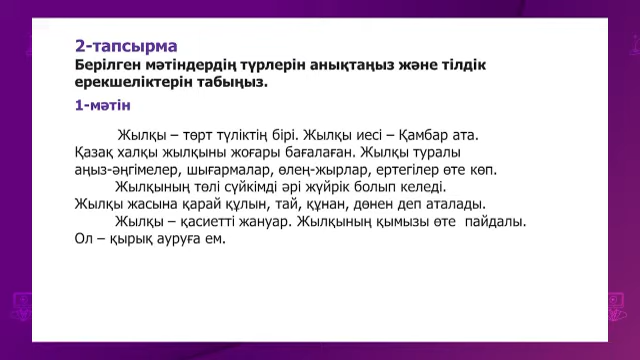 2-тапсырма
Берілген мәтіндердің түрлерін анықтаңыз және тілдік
ерекшеліктерін табыңыз.
1-мәтін
Жылқы – төрт түліктің бірі. Жылқы иесі – Қамбар ата.
Қазақ халқы жылқыны жоғары бағалаған. Жылқы туралы
аңыз-әңгімелер, шығармалар, өлең-жырлар, ертегілер өте көп.
Жылқының төлі сүйкімді әрі жүйрік болып келеді.
Жылқы жасына қарай құлын, тай, құнан, дөнен деп аталады.
Жылқы – қасиетті жануар. Жылқының қымызы өте пайдалы.
Ол – қырық ауруға ем.